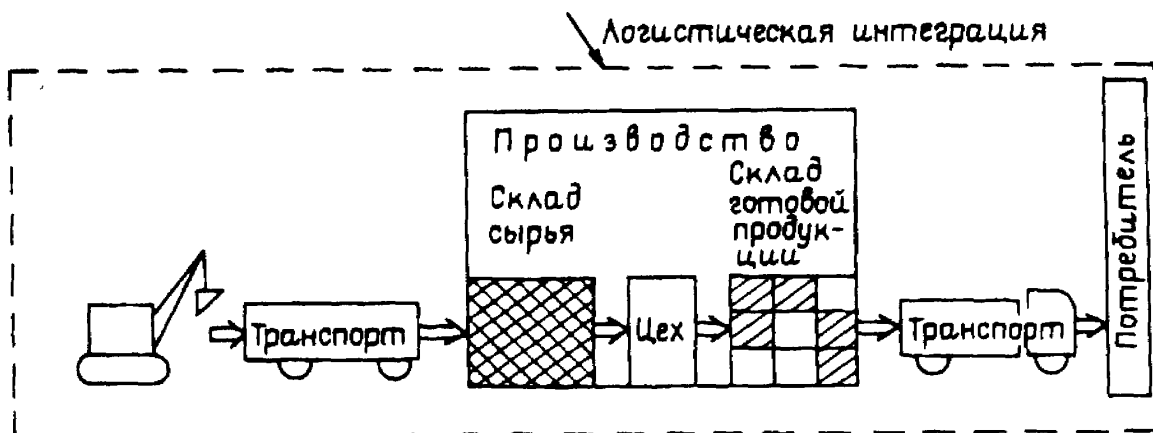 Логистическая интеграция
Производство
Склад
сырья
Склад
готовой
продук-
ции
Транспорт
Цех
Транспорт
Потребитель